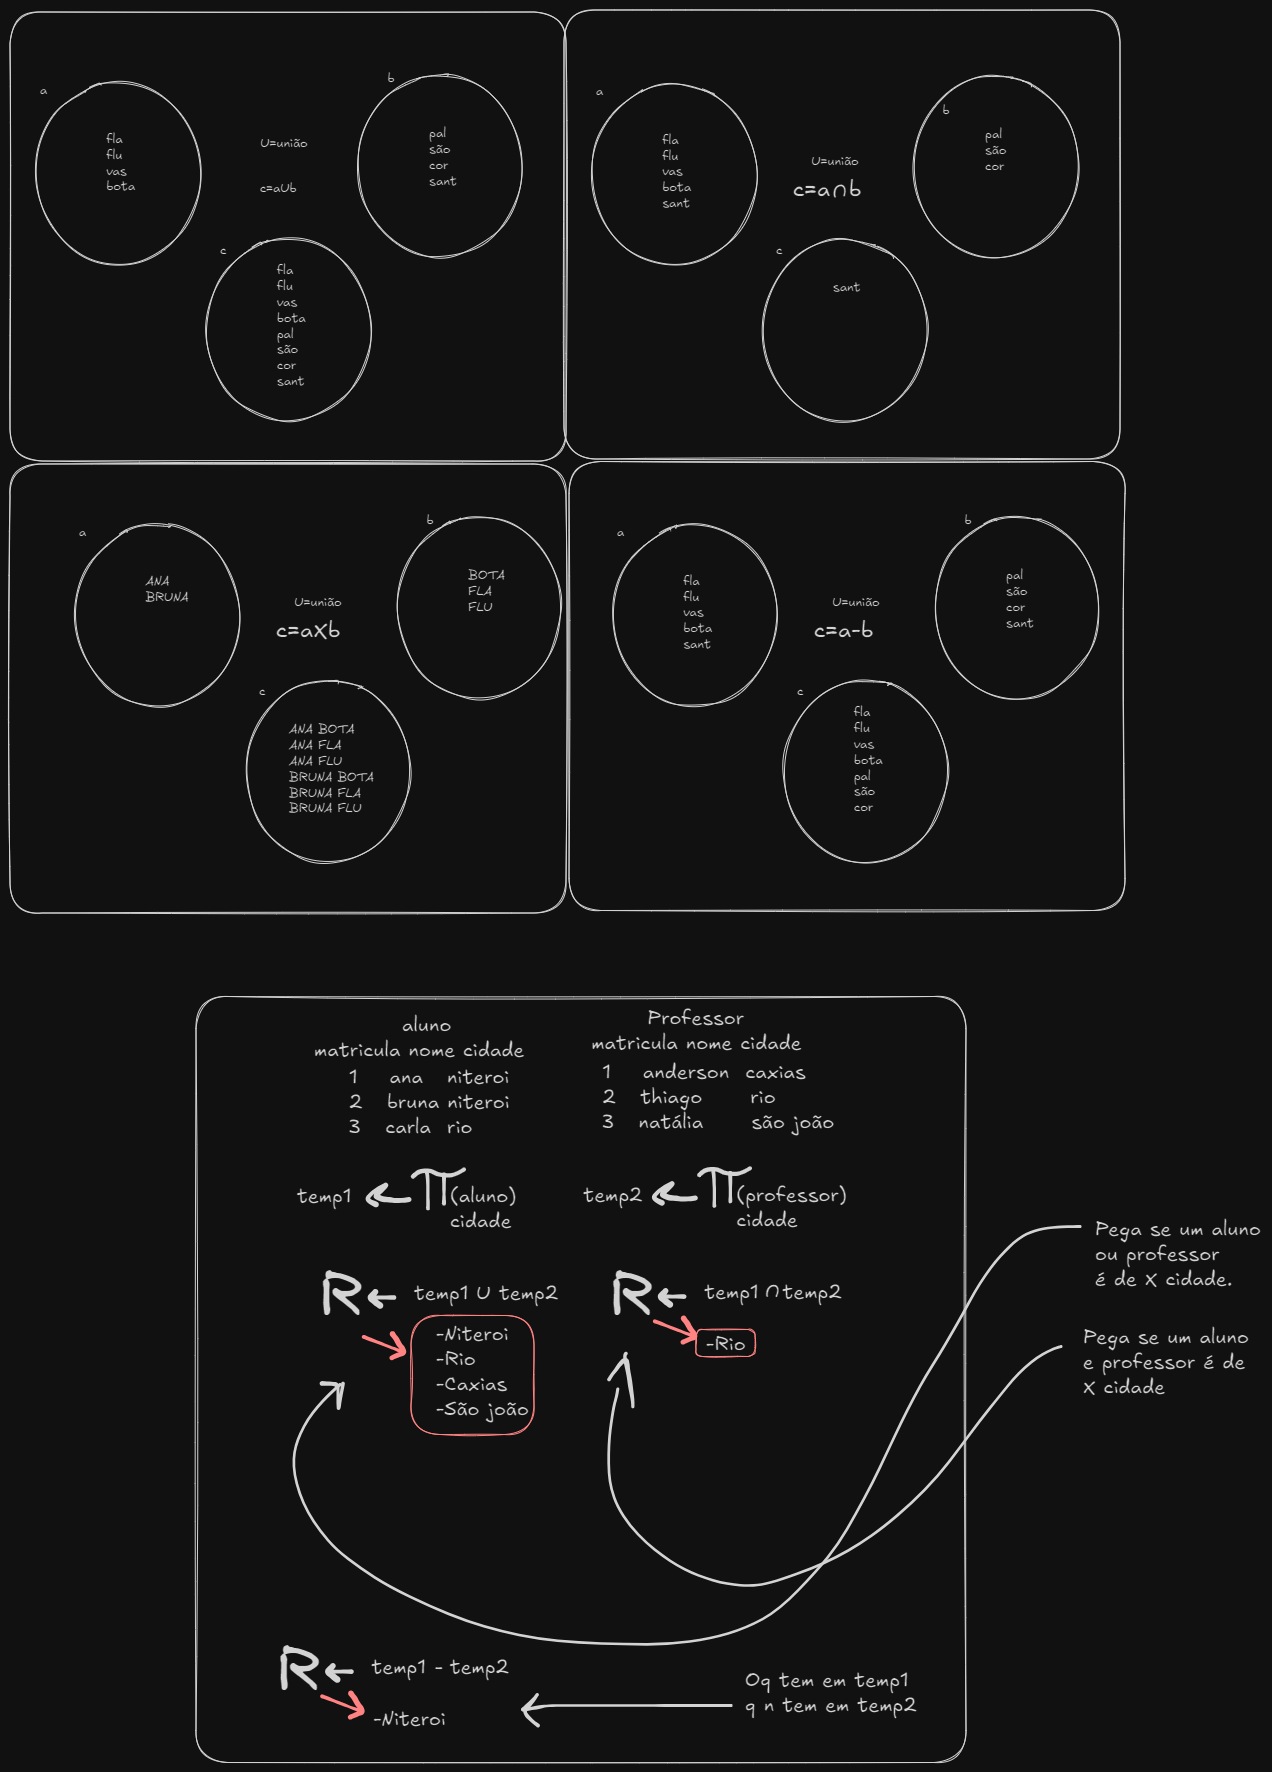 a
fla
flu
vas
bota
U=união
c=aUb
b
pal
são
cor
sant
c
fla
flu
vas
bota
pal
são
cor
sant
a
fla
flu
vas
bota
sant
U=união
c=a∩b
b
pal
são
cor
c
sant
a
ANA
BRUNA
U=união
c=aXb
b
BOTA
FLA
FLU
c
ANA BOTA
ANA FLA
ANA FLU
BRUNA BOTA
BRUNA FLA
BRUNA FLU
a
fla
flu
vas
bota
sant
U=união
c=a-b
b
pal
são
cor
sant
c
fla
flu
vas
bota
pal
são
cor
aluno
matricula nome cidade
1 ana niteroi
2 bruna niteroi
3 carla rio
Professor
matricula nome cidade
1 anderson caxias
2 thiago rio
3 natália são joão
temp1 ← π(aluno)
cidade
temp2 ← π(professor)
cidade
R ← temp1 U temp2
-Niteroi
-Rio
-Caxias
-São joão
R ← temp1 ∩ temp2
-Rio
Pega se um aluno
ou professor
é de X cidade.
Pega se um aluno
e professor é de
X cidade
R ← temp1 - temp2
-Niteroi
Oq tem em temp1
q n tem em temp2